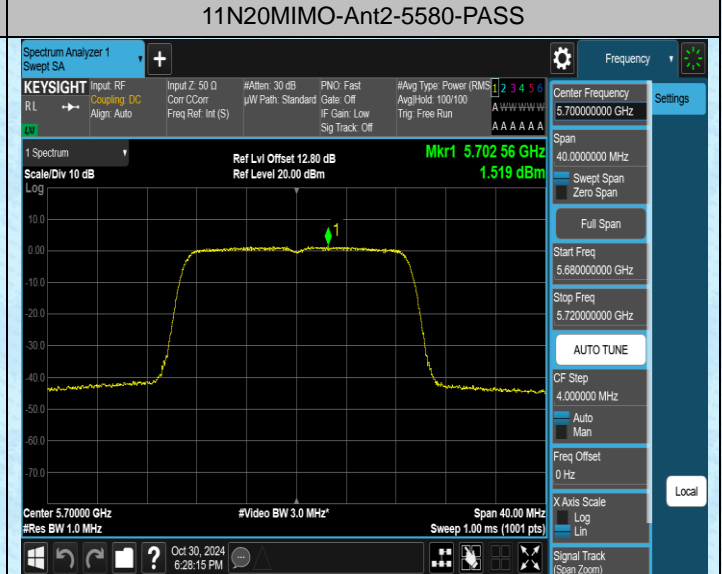 11N20MIMO-Ant2-5580-PASS
Spectrum Analyzer 1
Swept SA
+
Frequency
KEYSIGHT
RL
LXI
Input: RF
Coupling: DC
Align: Auto
Input Z: 50 Ω
Corr CCorr
Freq Ref: Int (S)
#Atten: 30 dB
µW Path: Standard
PNO: Fast
Gate: Off
IF Gain: Low
Sig Track: Off
#Avg Type: Power (RMS
Avg|Hold: 100/100
Trig: Free Run
1 2 3 4 5 6
A W W W W W
A A A A A A
1 Spectrum
Scale/Div 10 dB
Log
Ref Lvl Offset 12.80 dB
Ref Level 20.00 dBm
Mkr1 5.702 56 GHz
1.519 dBm
1
10.0
0.00
-10.0
-20.0
-30.0
-40.0
-50.0
-60.0
-70.0
Center 5.70000 GHz
#Res BW 1.0 MHz
#Video BW 3.0 MHz*
Span 40.00 MHz
Sweep 1.00 ms (1001 pts)
?
Oct 30, 2024
6:28:15 PM
Center Frequency
5.700000000 GHz
Settings
Span
40.0000000 MHz
Swept Span
Zero Span
Full Span
Start Freq
5.680000000 GHz
Stop Freq
5.720000000 GHz
AUTO TUNE
CF Step
4.000000 MHz
Auto
Man
Freq Offset
0 Hz
X Axis Scale
Log
Lin
Local
Signal Track
(Span Zoom)